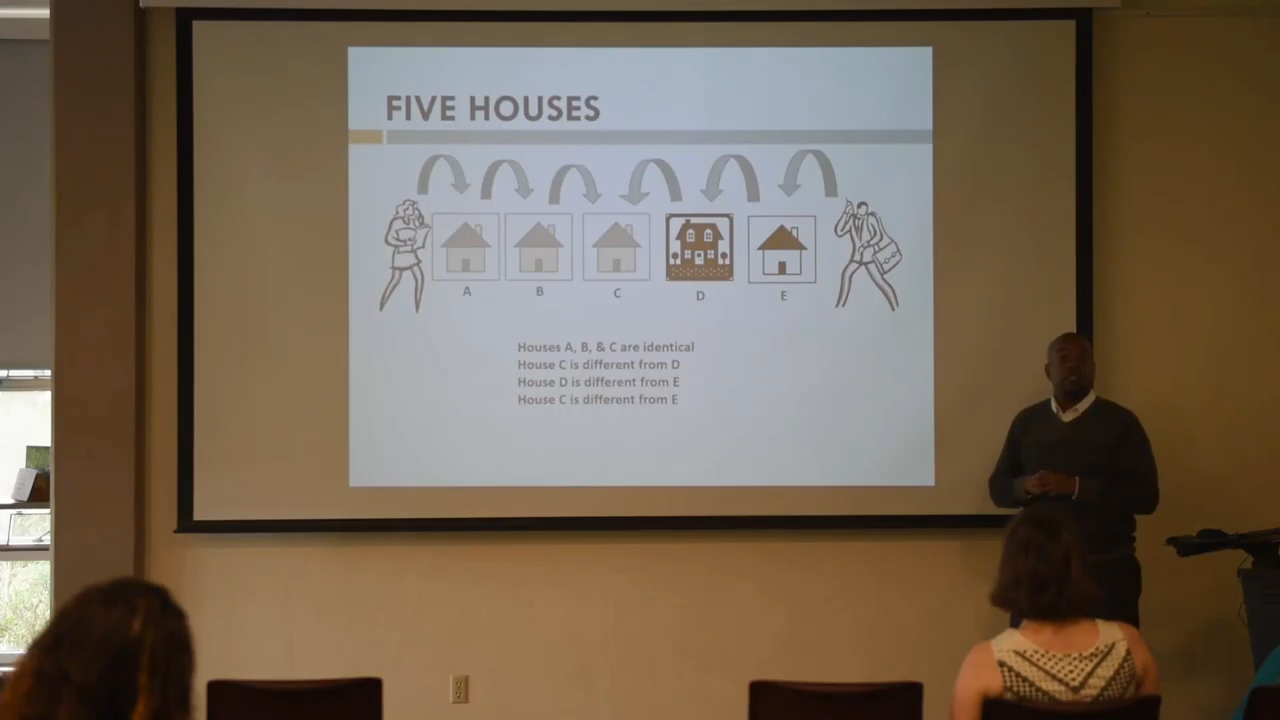 FIVE HOUSES
A B C D E
Houses A, B, & C are identical
House C is different from D
House D is different from E
House C is different from E